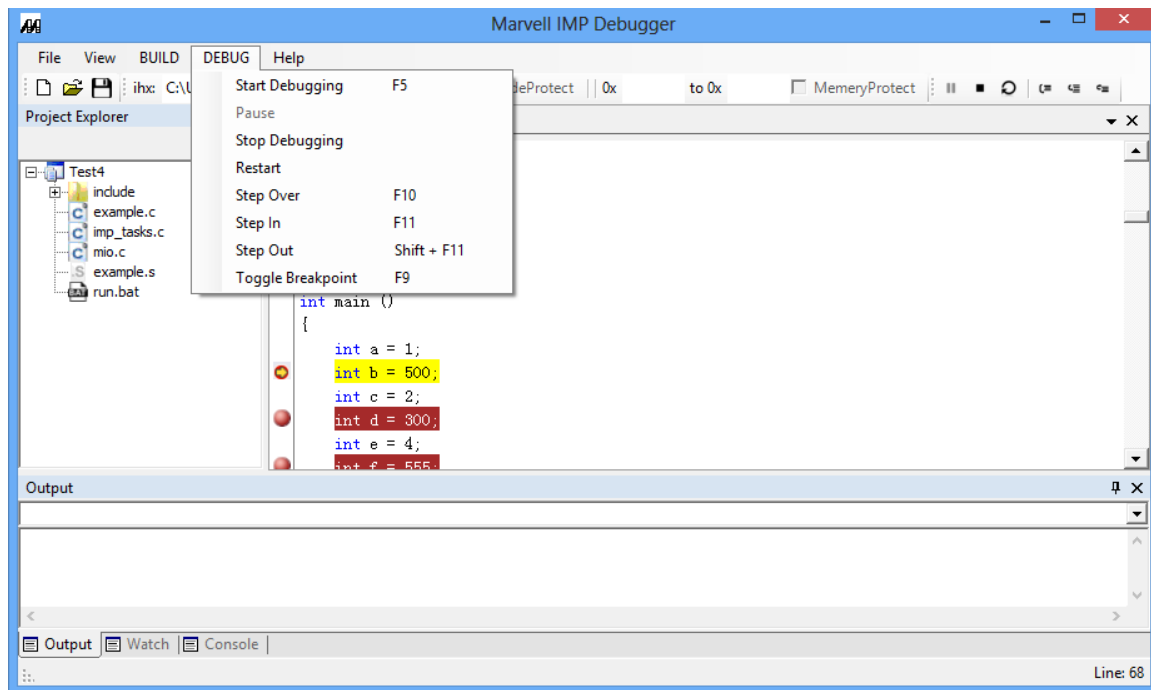 Marvell IMP Debugger
File View BUILD DEBUG Help
ihx: C:\ 0x to 0x MemeryProtect
Start Debugging F5
Pause
Stop Debugging
Restart
Step Over F10
Step In F11
Step Out Shift + F11
Toggle Breakpoint F9
Project Explorer
Test4
include
example.c
imp_tasks.c
mio.c
example.s
run.bat
int main ()
{
int a = 1;
int b = 500;
int c = 2;
int d = 300;
int e = 4;
int f = 555;
Output
Output Watch Console
Line: 68